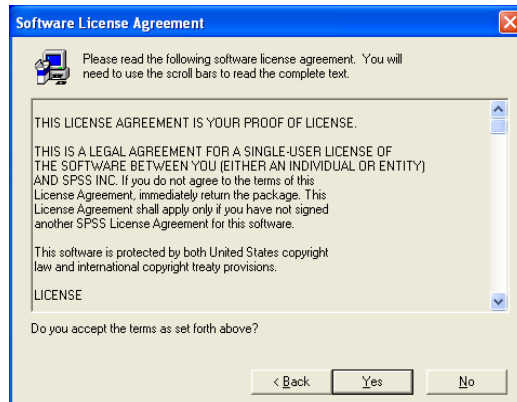 Software License Agreement
Please read the following software license agreement. You will
need to use the scroll bars to read the complete text.
THIS LICENSE AGREEMENT IS YOUR PROOF OF LICENSE.
THIS IS A LEGAL AGREEMENT FOR A SINGLE-USER LICENSE OF
THE SOFTWARE BETWEEN YOU (EITHER AN INDIVIDUAL OR ENTITY)
AND SPSS INC. If you do not agree to the terms of this
License Agreement, immediately return the package. This
License Agreement shall apply only if you have not signed
another SPSS License Agreement for this software.
This software is protected by both United States copyright
law and international copyright treaty provisions.
LICENSE
Do you accept the terms as set forth above?
< Back
Yes
No